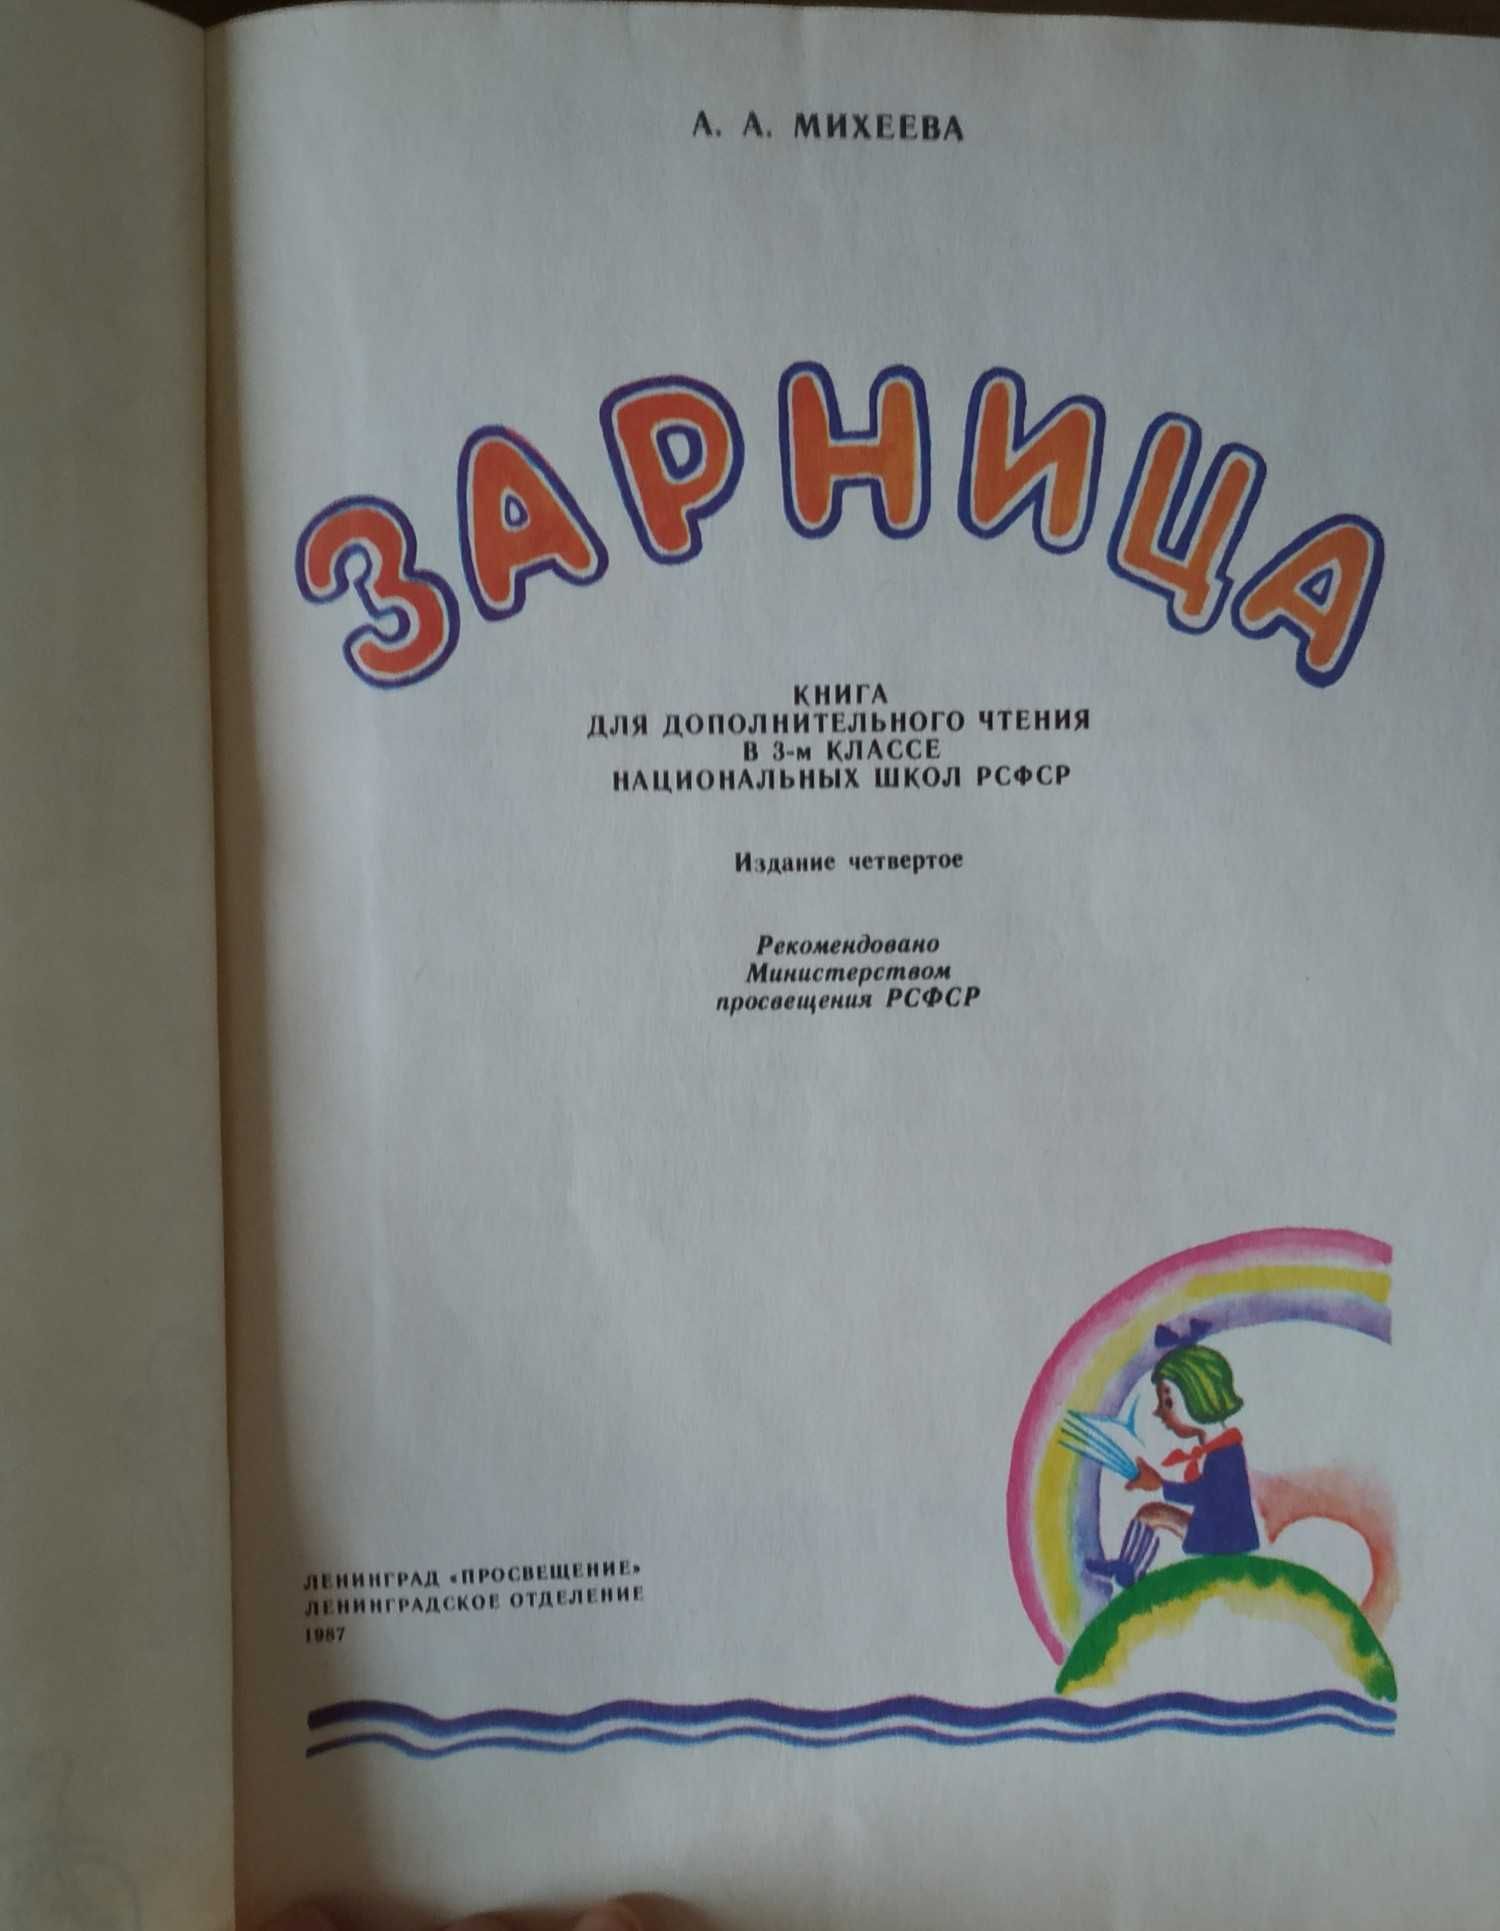 А. А. МИХЕЕВА
ЗАРНИЦА
КНИГА
ДЛЯ ДОПОЛНИТЕЛЬНОГО ЧТЕНИЯ
В 3-м КЛАССЕ
НАЦИОНАЛЬНЫХ ШКОЛ РСФСР
Издание четвертое
Рекомендовано
Министерством
просвещения РСФСР
ЛЕНИНГРАД «ПРОСВЕЩЕНИЕ»
ЛЕНИНГРАДСКОЕ ОТДЕЛЕНИЕ
1987